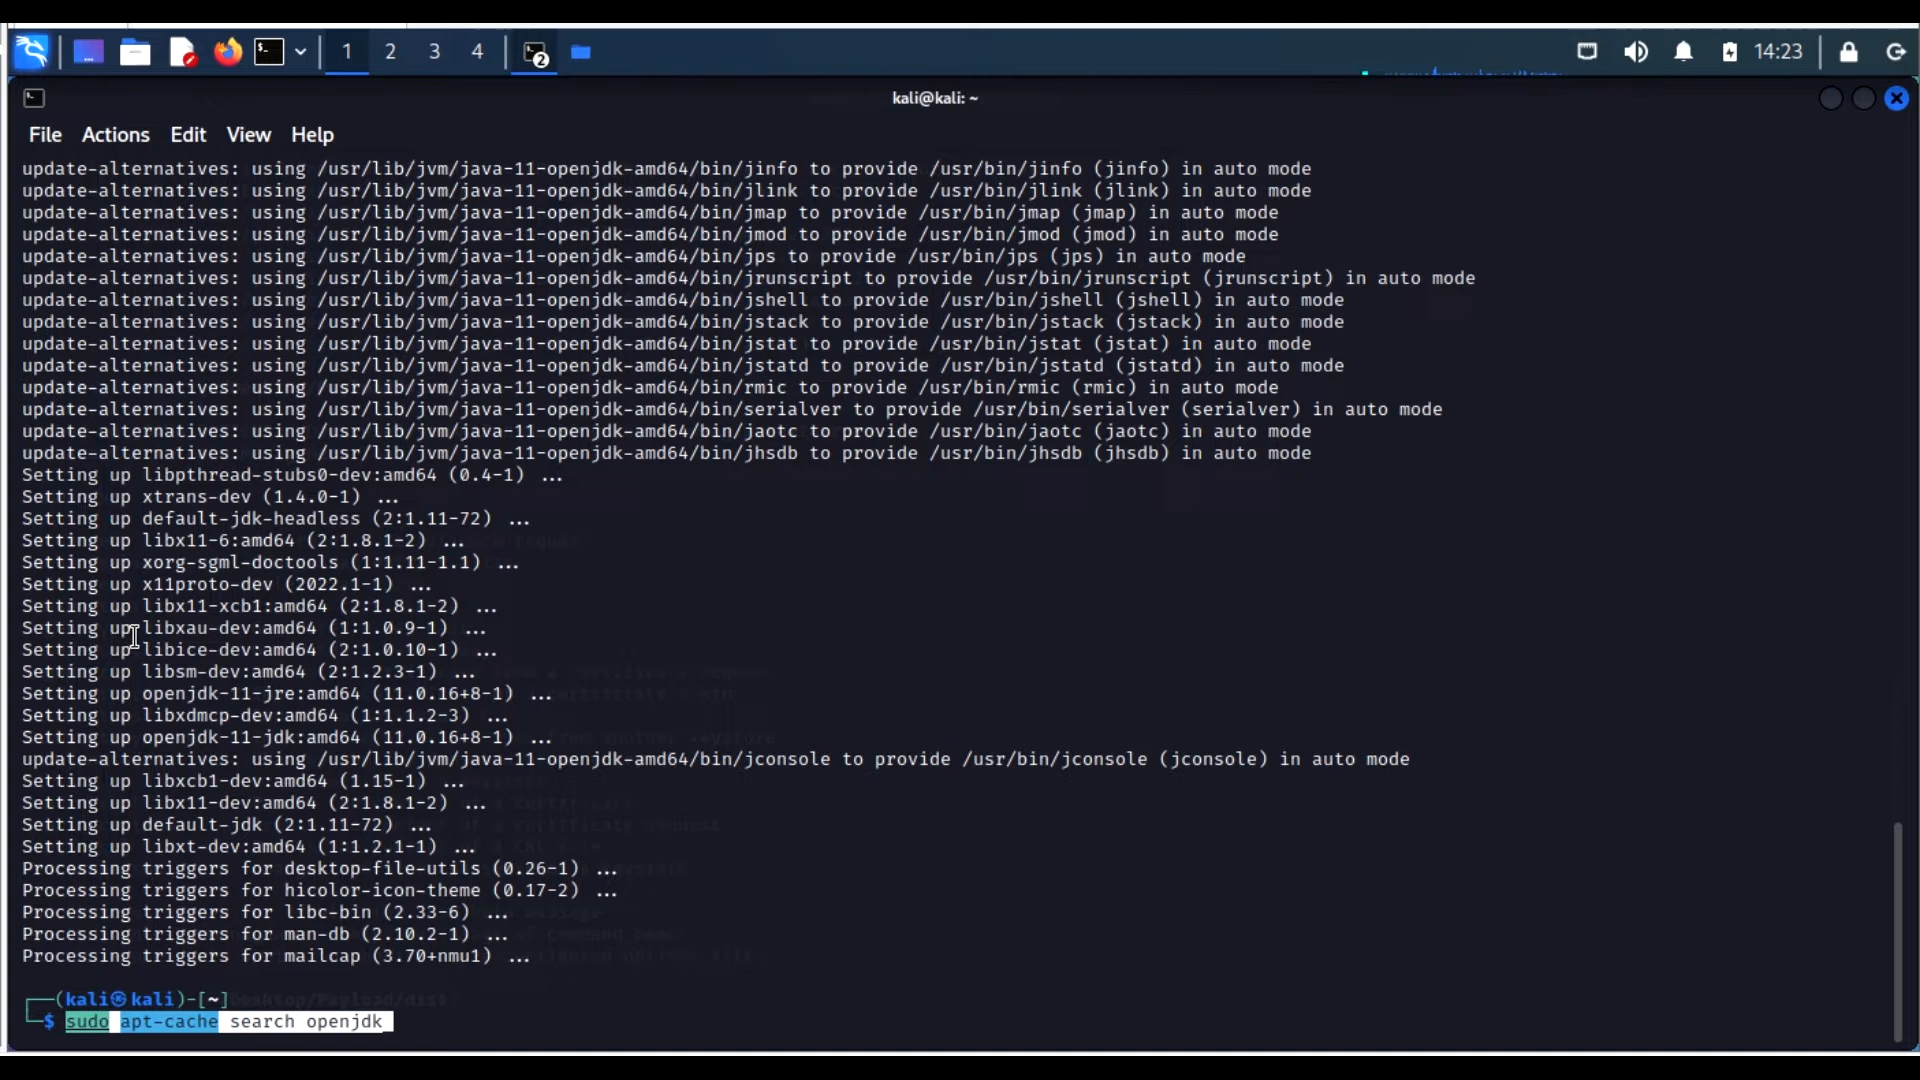 1 2 3 4 2 14:23
kali@kali: ~
File Actions Edit View Help
update-alternatives: using /usr/lib/jvm/java-11-openjdk-amd64/bin/jinfo to provide /usr/bin/jinfo (jinfo) in auto mode
update-alternatives: using /usr/lib/jvm/java-11-openjdk-amd64/bin/jlink to provide /usr/bin/jlink (jlink) in auto mode
update-alternatives: using /usr/lib/jvm/java-11-openjdk-amd64/bin/jmap to provide /usr/bin/jmap (jmap) in auto mode
update-alternatives: using /usr/lib/jvm/java-11-openjdk-amd64/bin/jmod to provide /usr/bin/jmod (jmod) in auto mode
update-alternatives: using /usr/lib/jvm/java-11-openjdk-amd64/bin/jps to provide /usr/bin/jps (jps) in auto mode
update-alternatives: using /usr/lib/jvm/java-11-openjdk-amd64/bin/jrunscript to provide /usr/bin/jrunscript (jrunscript) in auto mode
update-alternatives: using /usr/lib/jvm/java-11-openjdk-amd64/bin/jshell to provide /usr/bin/jshell (jshell) in auto mode
update-alternatives: using /usr/lib/jvm/java-11-openjdk-amd64/bin/jstack to provide /usr/bin/jstack (jstack) in auto mode
update-alternatives: using /usr/lib/jvm/java-11-openjdk-amd64/bin/jstat to provide /usr/bin/jstat (jstat) in auto mode
update-alternatives: using /usr/lib/jvm/java-11-openjdk-amd64/bin/jstatd to provide /usr/bin/jstatd (jstatd) in auto mode
update-alternatives: using /usr/lib/jvm/java-11-openjdk-amd64/bin/rmic to provide /usr/bin/rmic (rmic) in auto mode
update-alternatives: using /usr/lib/jvm/java-11-openjdk-amd64/bin/serialver to provide /usr/bin/serialver (serialver) in auto mode
update-alternatives: using /usr/lib/jvm/java-11-openjdk-amd64/bin/jaotc to provide /usr/bin/jaotc (jaotc) in auto mode
update-alternatives: using /usr/lib/jvm/java-11-openjdk-amd64/bin/jhsdb to provide /usr/bin/jhsdb (jhsdb) in auto mode
Setting up libpthread-stubs0-dev:amd64 (0.4-1) ...
Setting up xtrans-dev (1.4.0-1) ...
Setting up default-jdk-headless (2:1.11-72) ...
Setting up libx11-6:amd64 (2:1.8.1-2) ...
Setting up xorg-sgml-doctools (1:1.11-1.1) ...
Setting up x11proto-dev (2022.1-1) ...
Setting up libx11-xcb1:amd64 (2:1.8.1-2) ...
Setting up libxau-dev:amd64 (1:1.0.9-1) ...
Setting up libice-dev:amd64 (2:1.0.10-1) ...
Setting up libsm-dev:amd64 (2:1.2.3-1) ...
Setting up openjdk-11-jre:amd64 (11.0.16+8-1) ...
Setting up libxdmcp-dev:amd64 (1:1.1.2-3) ...
Setting up openjdk-11-jdk:amd64 (11.0.16+8-1) ...
update-alternatives: using /usr/lib/jvm/java-11-openjdk-amd64/bin/jconsole to provide /usr/bin/jconsole (jconsole) in auto mode
Setting up libxcb1-dev:amd64 (1.15-1) ...
Setting up libx11-dev:amd64 (2:1.8.1-2) ...
Setting up default-jdk (2:1.11-72) ...
Setting up libxt-dev:amd64 (1:1.2.1-1) ...
Processing triggers for desktop-file-utils (0.26-1) ...
Processing triggers for hicolor-icon-theme (0.17-2) ...
Processing triggers for libc-bin (2.33-6) ...
Processing triggers for man-db (2.10.2-1) ...
Processing triggers for mailcap (3.70+nmu1) ...
┌──(kali㉿kali)-[~]
└─$ sudo apt-cache search openjdk